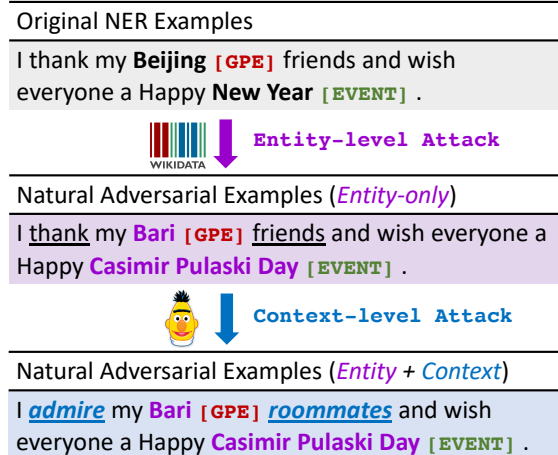 Original NER Examples
I thank my Beijing [GPE] friends and wish
everyone a Happy New Year [EVENT] .
WIKIDATA
Entity-level Attack
Natural Adversarial Examples (Entity-only)
I thank my Bari [GPE] friends and wish everyone a
Happy Casimir Pulaski Day [EVENT] .
Context-level Attack
Natural Adversarial Examples (Entity + Context)
I admire my Bari [GPE] roommates and wish
everyone a Happy Casimir Pulaski Day [EVENT] .